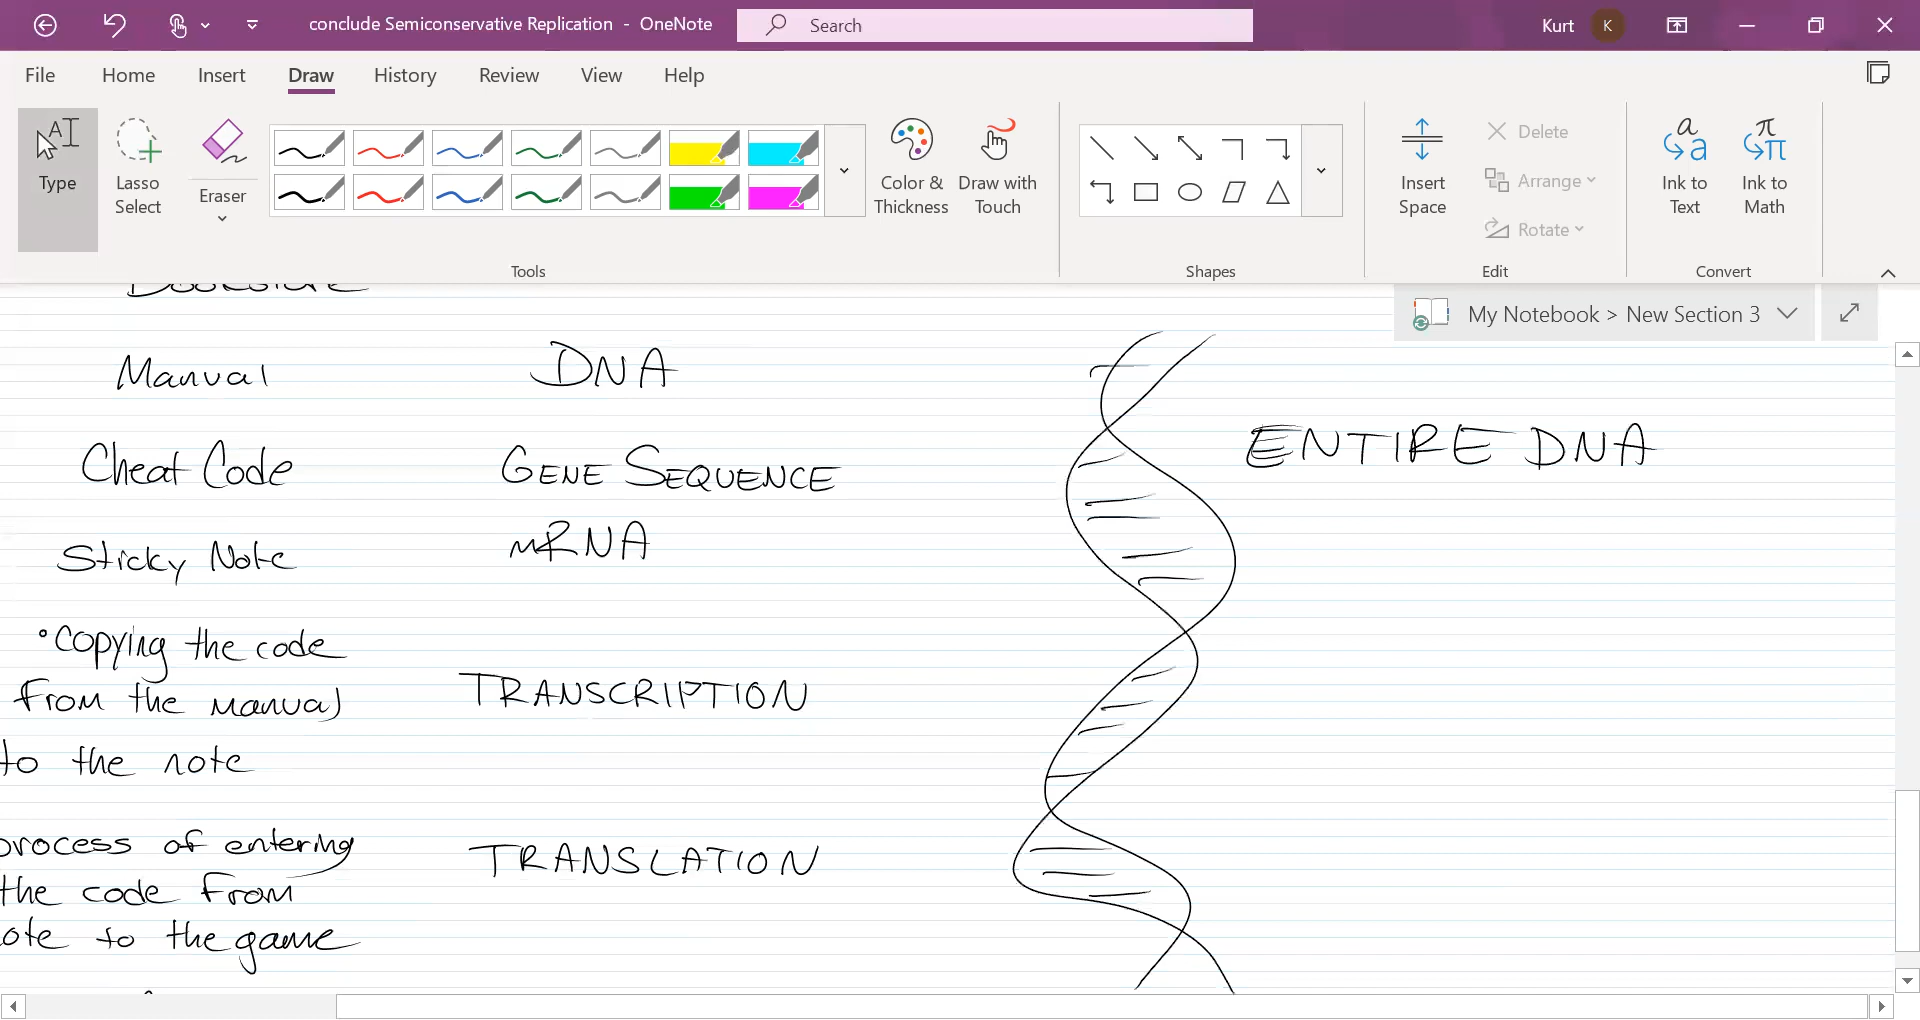 conclude Semiconservative Replication - OneNote
Search
Kurt
K
File Home Insert Draw History Review View Help
Type
Lasso Select
Eraser
Color & Thickness
Draw with Touch
Insert Space
Delete
Arrange
Rotate
Ink to Text
Ink to Math
Tools
Shapes
Edit
Convert
My Notebook > New Section 3
Manual DNA
ENTIRE DNA
Cheat Code GENE SEQUENCE
Sticky Note mRNA
•Copying the code
From the manual TRANSCRIPTION
to the note
process of entering TRANSLATION
the code from
to the game